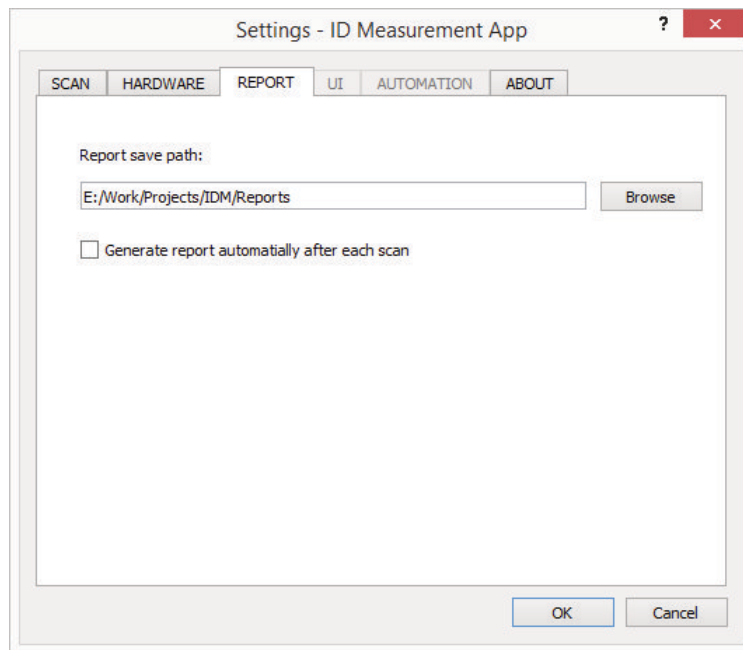 Settings - ID Measurement App
?
SCAN HARDWARE REPORT UI AUTOMATION ABOUT
Report save path:
E:/Work/Projects/IDM/Reports Browse
Generate report automatially after each scan
OK Cancel